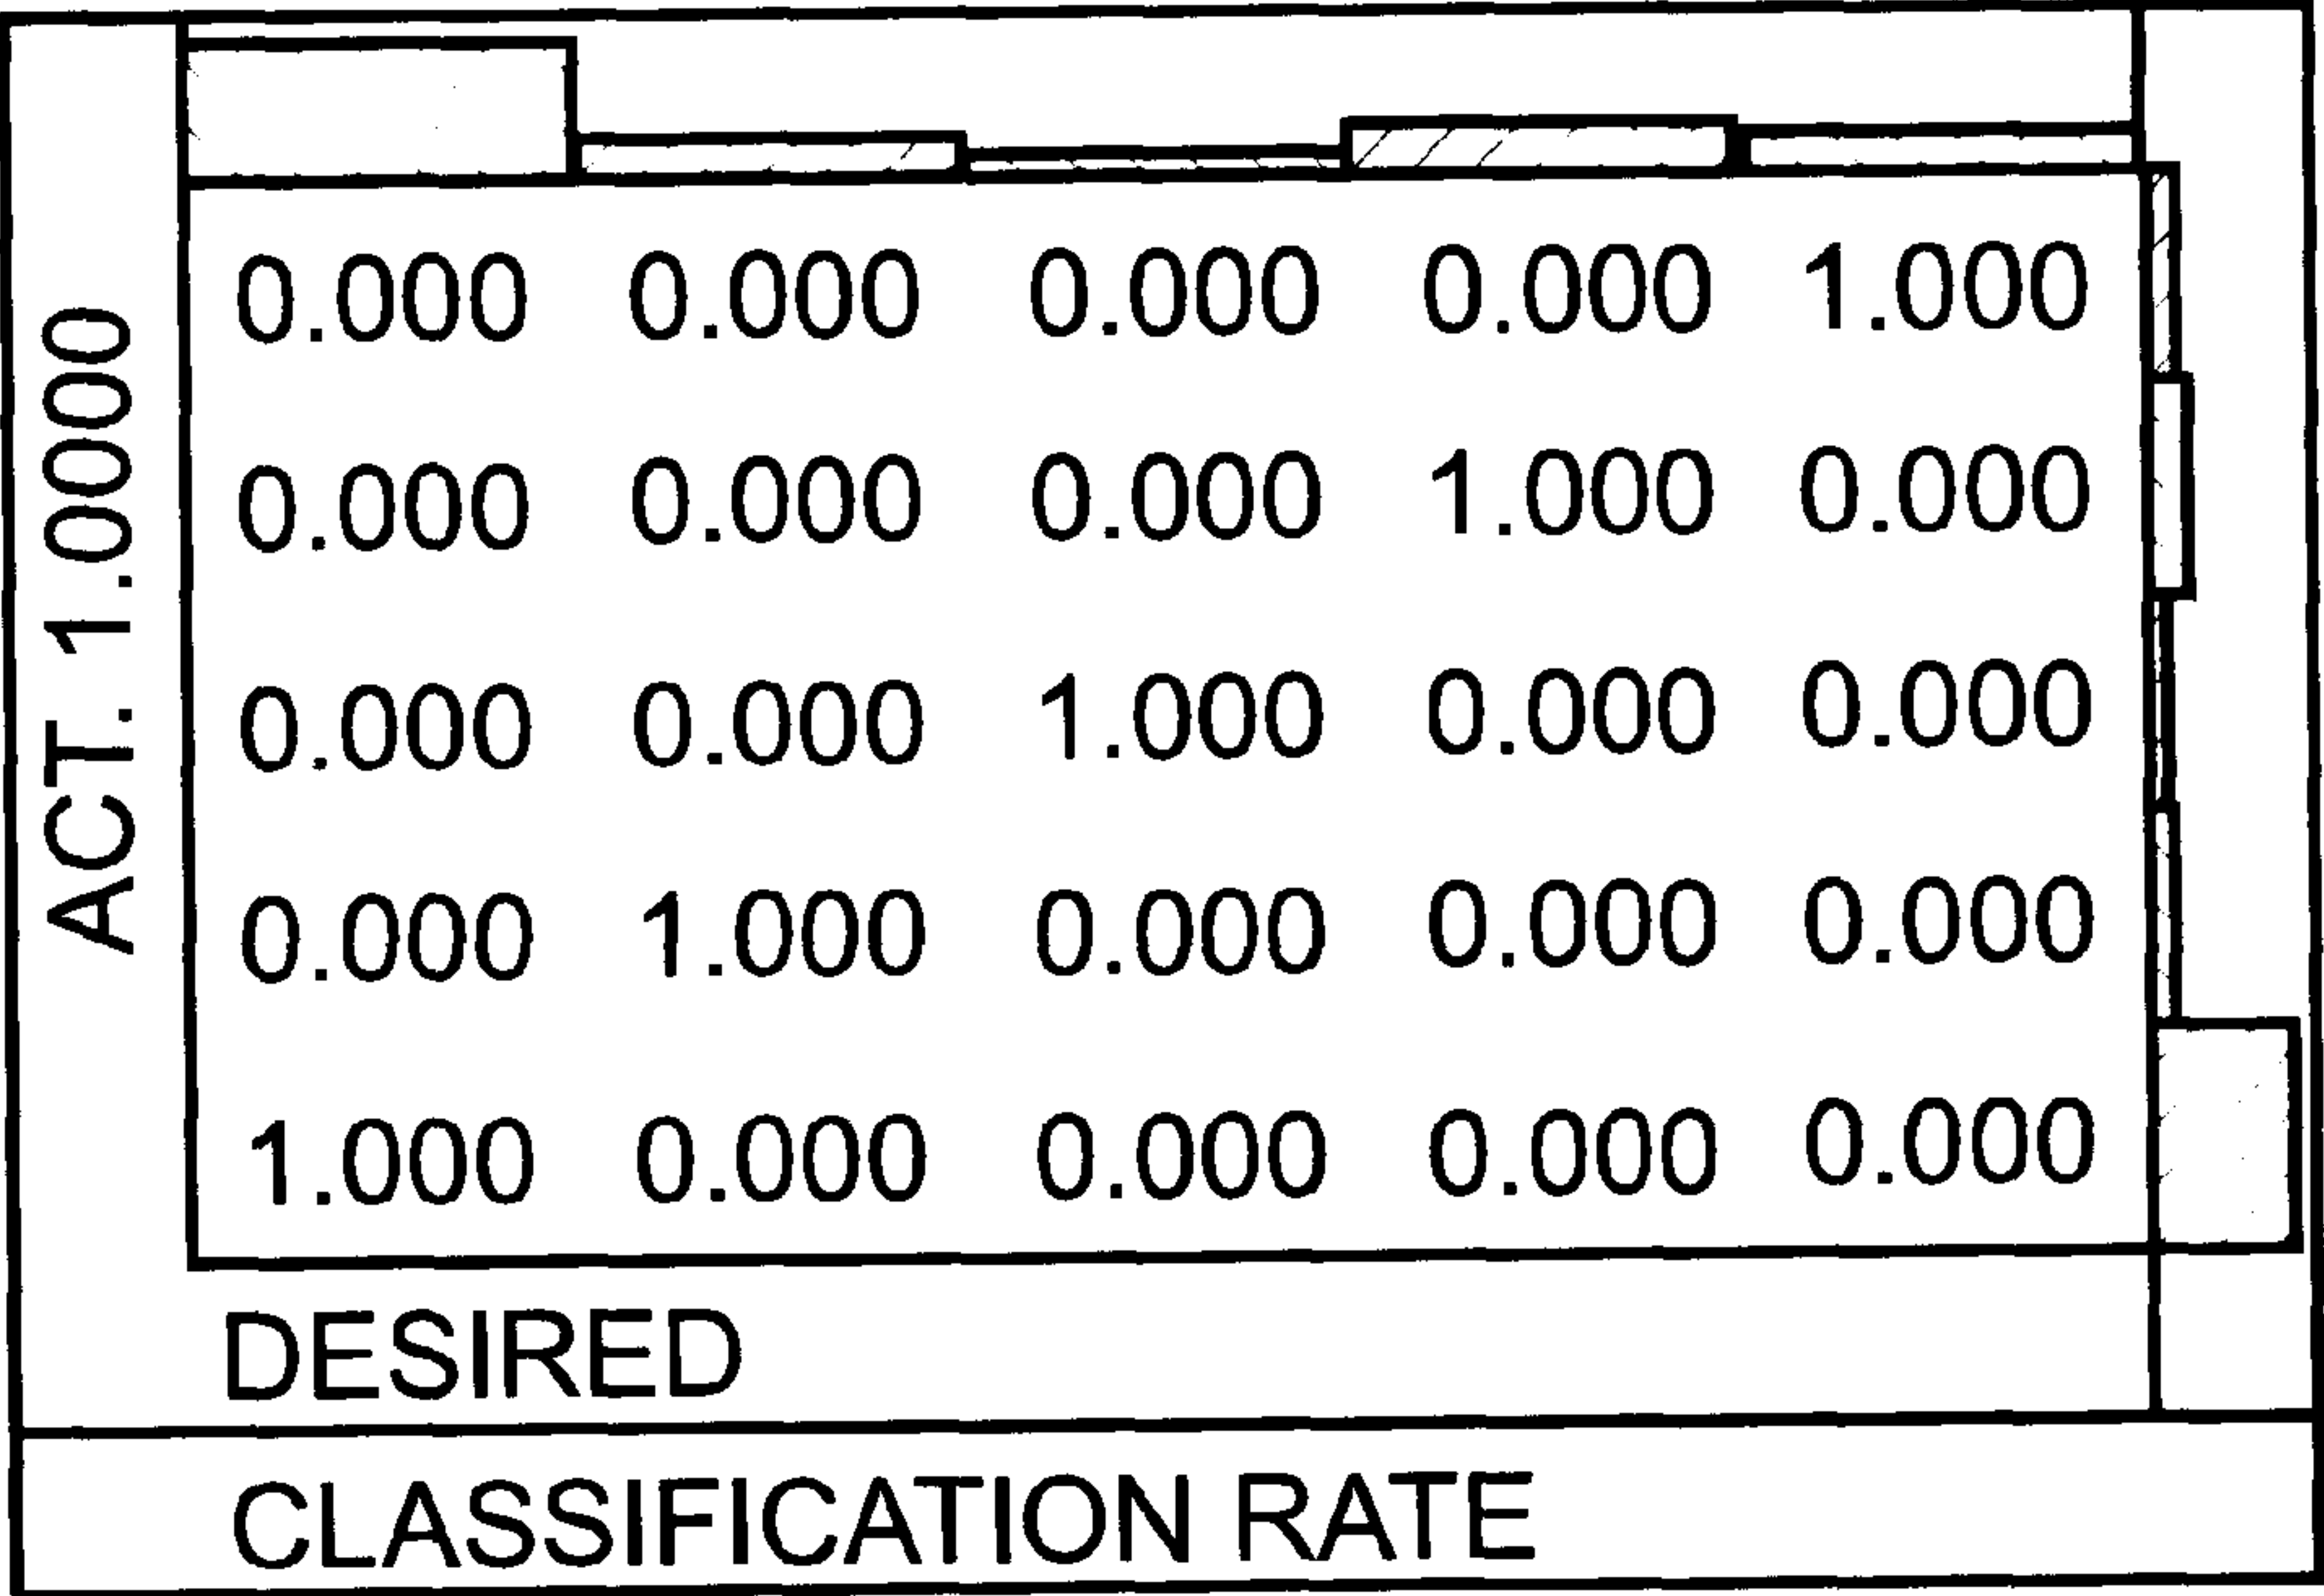 ACT. 1.0000
0.000 0.000 0.000 0.000 1.000
0.000 0.000 0.000 1.000 0.000
0.000 0.000 1.000 0.000 0.000
0.000 1.000 0.000 0.000 0.000
1.000 0.000 0.000 0.000 0.000
DESIRED
CLASSIFICATION RATE